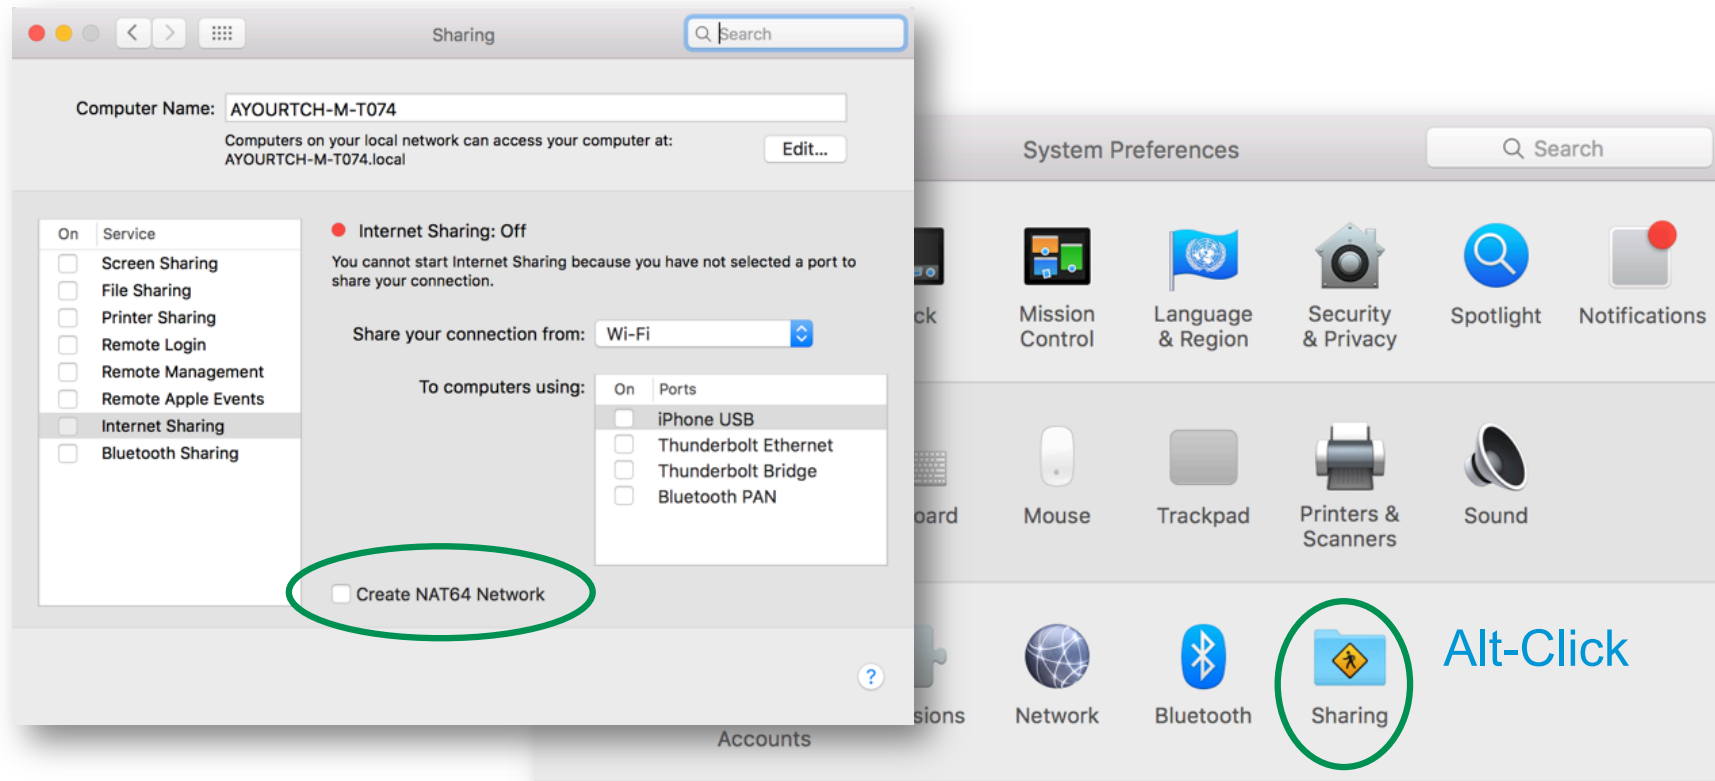 Sharing
Search
Computer Name: AYOURTCH-M-T074
Computers on your local network can access your computer at:
AYOURTCH-M-T074.local
Edit...
On Service
Screen Sharing
File Sharing
Printer Sharing
Remote Login
Remote Management
Remote Apple Events
Internet Sharing
Bluetooth Sharing
Internet Sharing: Off
You cannot start Internet Sharing because you have not selected a port to
share your connection.
Share your connection from: Wi-Fi
To computers using:
On Ports
iPhone USB
Thunderbolt Ethernet
Thunderbolt Bridge
Bluetooth PAN
Create NAT64 Network
?
System Preferences
Search
ck
Mission
Control
Language
& Region
Security
& Privacy
Spotlight
Notifications
oard
Mouse
Trackpad
Printers &
Scanners
Sound
sions
Accounts
Network
Bluetooth
Sharing
Alt-Click